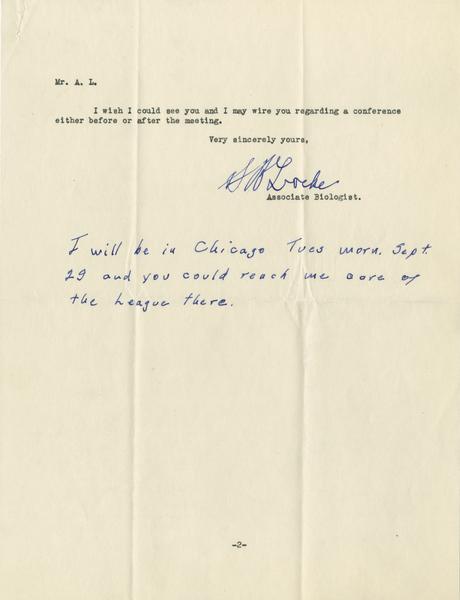 Mr. A. L.
I wish I could see you and I may wire you regarding a conference
either before or after the meeting.
Very sincerely yours,
S B Locke
Associate Biologist.
I will be in Chicago Tues morn. Sept.
29 and you could reach me care of
the League there.
-2-